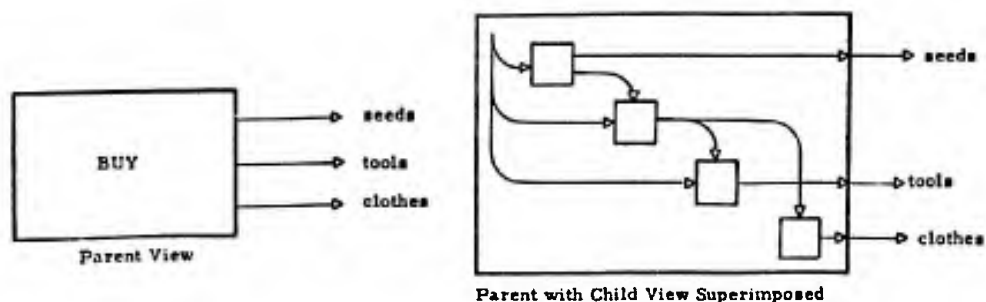 BUY
seeds
tools
clothes
Parent View
seeds
tools
clothes
Parent with Child View Superimposed